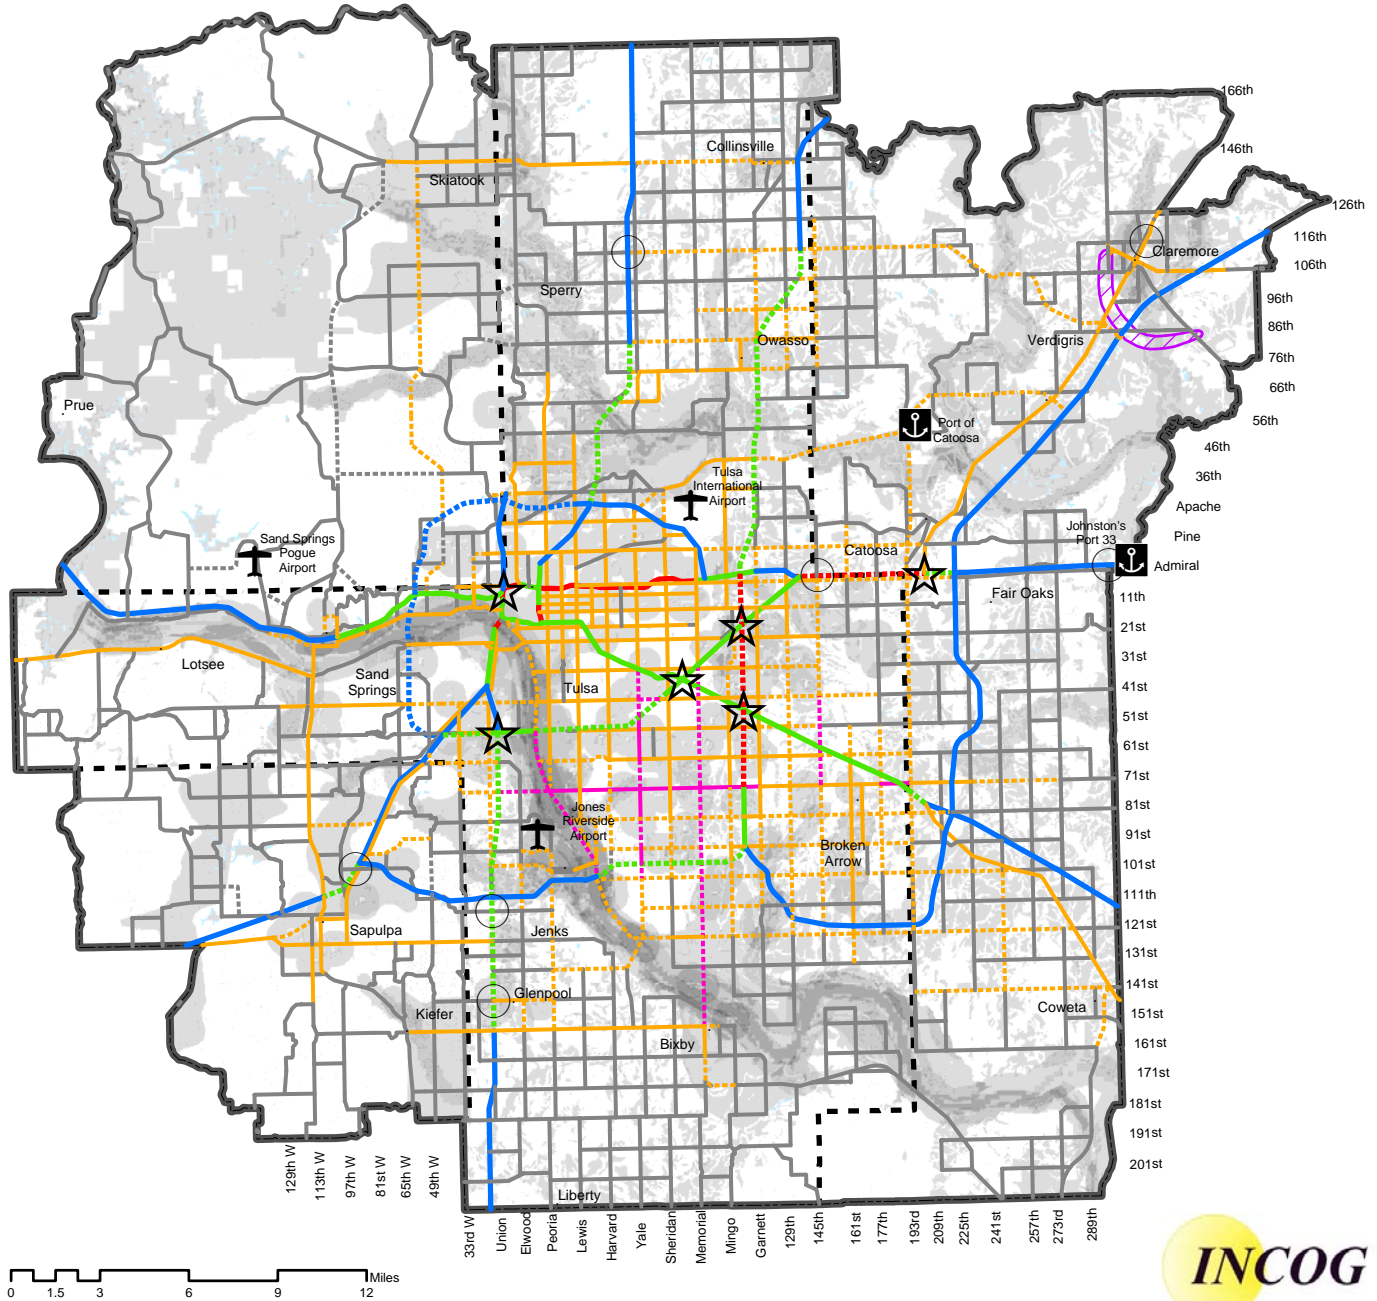 166th
146th
126th
116th
106th
96th
86th
76th
66th
56th
46th
36th
Apache
Pine
Admiral
11th
21st
31st
41st
51st
61st
71st
81st
91st
101st
111th
121st
131st
141st
151st
161st
171st
181st
191st
201st
Collinsville
Skiatook
Claremore
Sperry
Owasso
Verdigris
Prue
Port of
Catoosa
Tulsa
International
Airport
Sand Springs
Pogue
Airport
Johnston's
Port 33
Catoosa
Fair Oaks
Lotsee
Sand
Springs
Tulsa
Jones
Riverside
Airport
Broken
Arrow
Sapulpa
Jenks
Glenpool
Kiefer
Coweta
Bixby
Liberty
129th W
113th W
97th W
81st W
65th W
49th W
33rd W
Union
Elwood
Peoria
Lewis
Harvard
Yale
Sheridan
Memorial
Mingo
Garnett
129th
145th
161st
177th
193rd
209th
225th
241st
257th
273rd
289th
Miles
0 1.5 3 6 9 12
INCOG